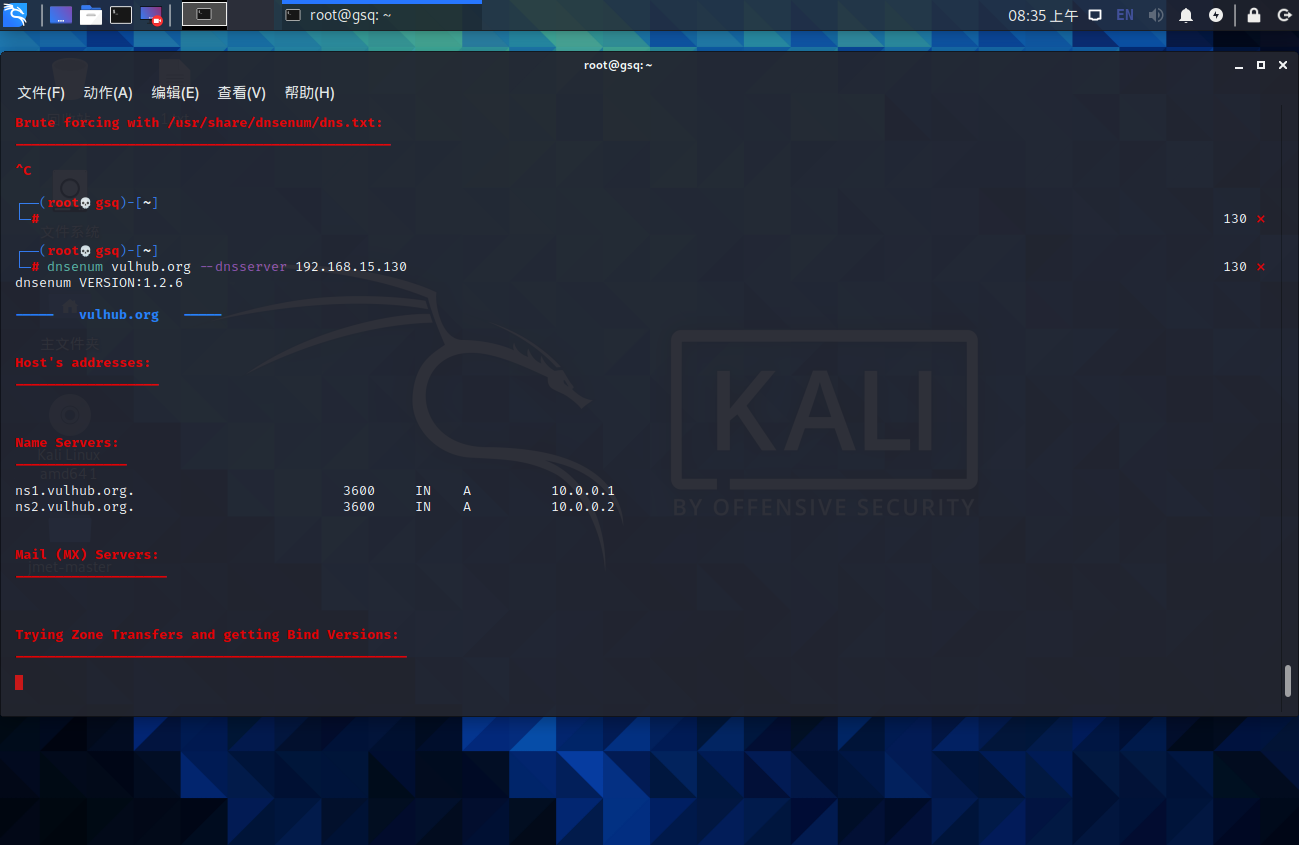 root@gsq: ~
08:35 上午
EN
root@gsq:~
文件(F) 动作(A) 编辑(E) 查看(V) 帮助(H)
Brute forcing with /usr/share/dnsenum/dns.txt:
^C
┌──(root💀gsq)-[~]
└─# 130 ⨯
┌──(root💀gsq)-[~]
└─# dnsenum vulhub.org --dnsserver 192.168.15.130 130 ⨯
dnsenum VERSION:1.2.6
----- vulhub.org -----
Host's addresses:
Name Servers:
ns1.vulhub.org. 3600 IN A 10.0.0.1
ns2.vulhub.org. 3600 IN A 10.0.0.2
Mail (MX) Servers:
Trying Zone Transfers and getting Bind Versions:
文件系统
主文件夹
Kali Linux
amd64 1
jmet-master
KALI
BY OFFENSIVE SECURITY